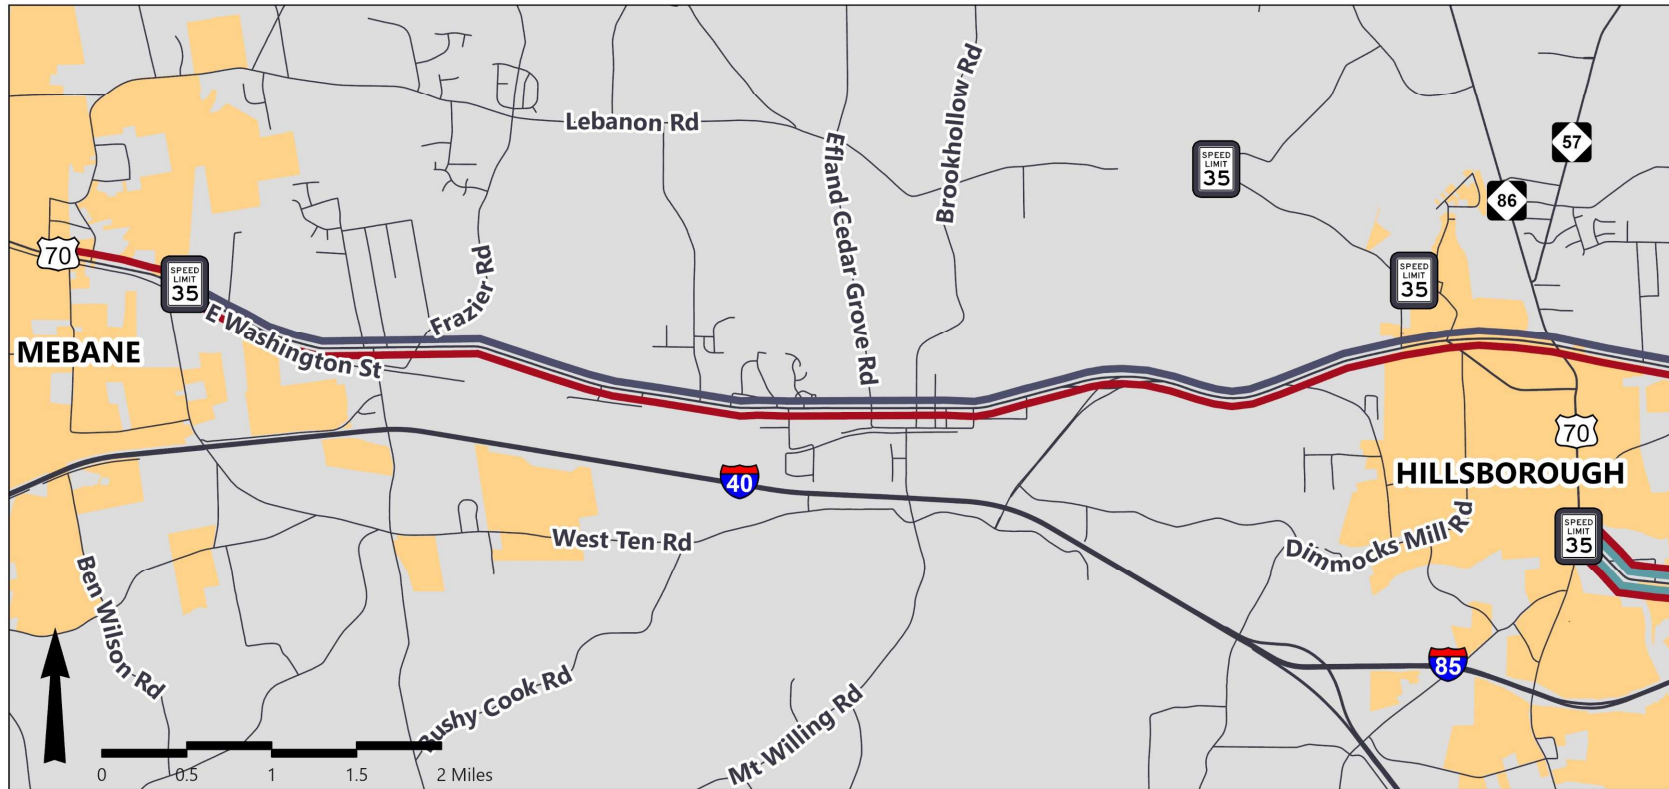 Lebanon Rd
Efland Cedar Grove Rd
Brookhollow Rd
57
SPEED
LIMIT
35
86
70
SPEED
LIMIT
35
SPEED
LIMIT
35
Frazier Rd
E Washington St
MEBANE
70
HILLSBOROUGH
40
SPEED
LIMIT
35
West Ten Rd
Dimmocks Mill Rd
Ben Wilson Rd
85
Bushy Cook Rd
Mt Willing Rd
0 0.5 1 1.5 2 Miles